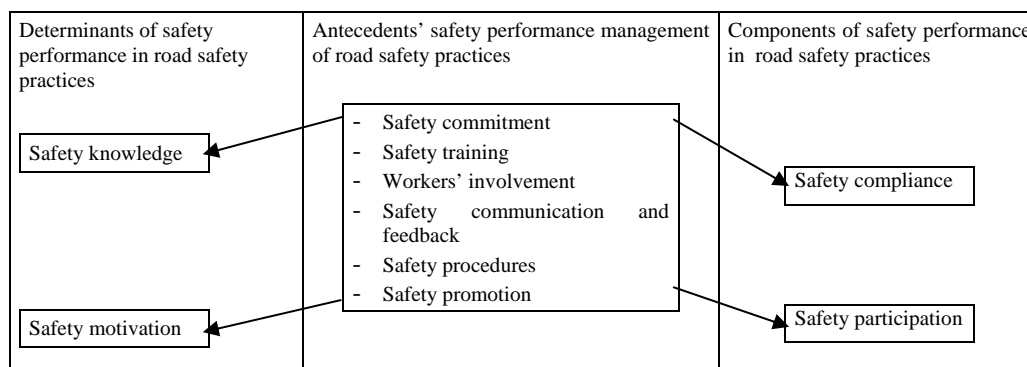 Determinants of safety
performance in road safety
practices
Antecedents' safety performance management
of road safety practices
Components of safety performance
in road safety practices
Safety knowledge
Safety motivation
- Safety commitment
- Safety training
- Workers' involvement
- Safety communication and
feedback
- Safety procedures
- Safety promotion
Safety compliance
Safety participation